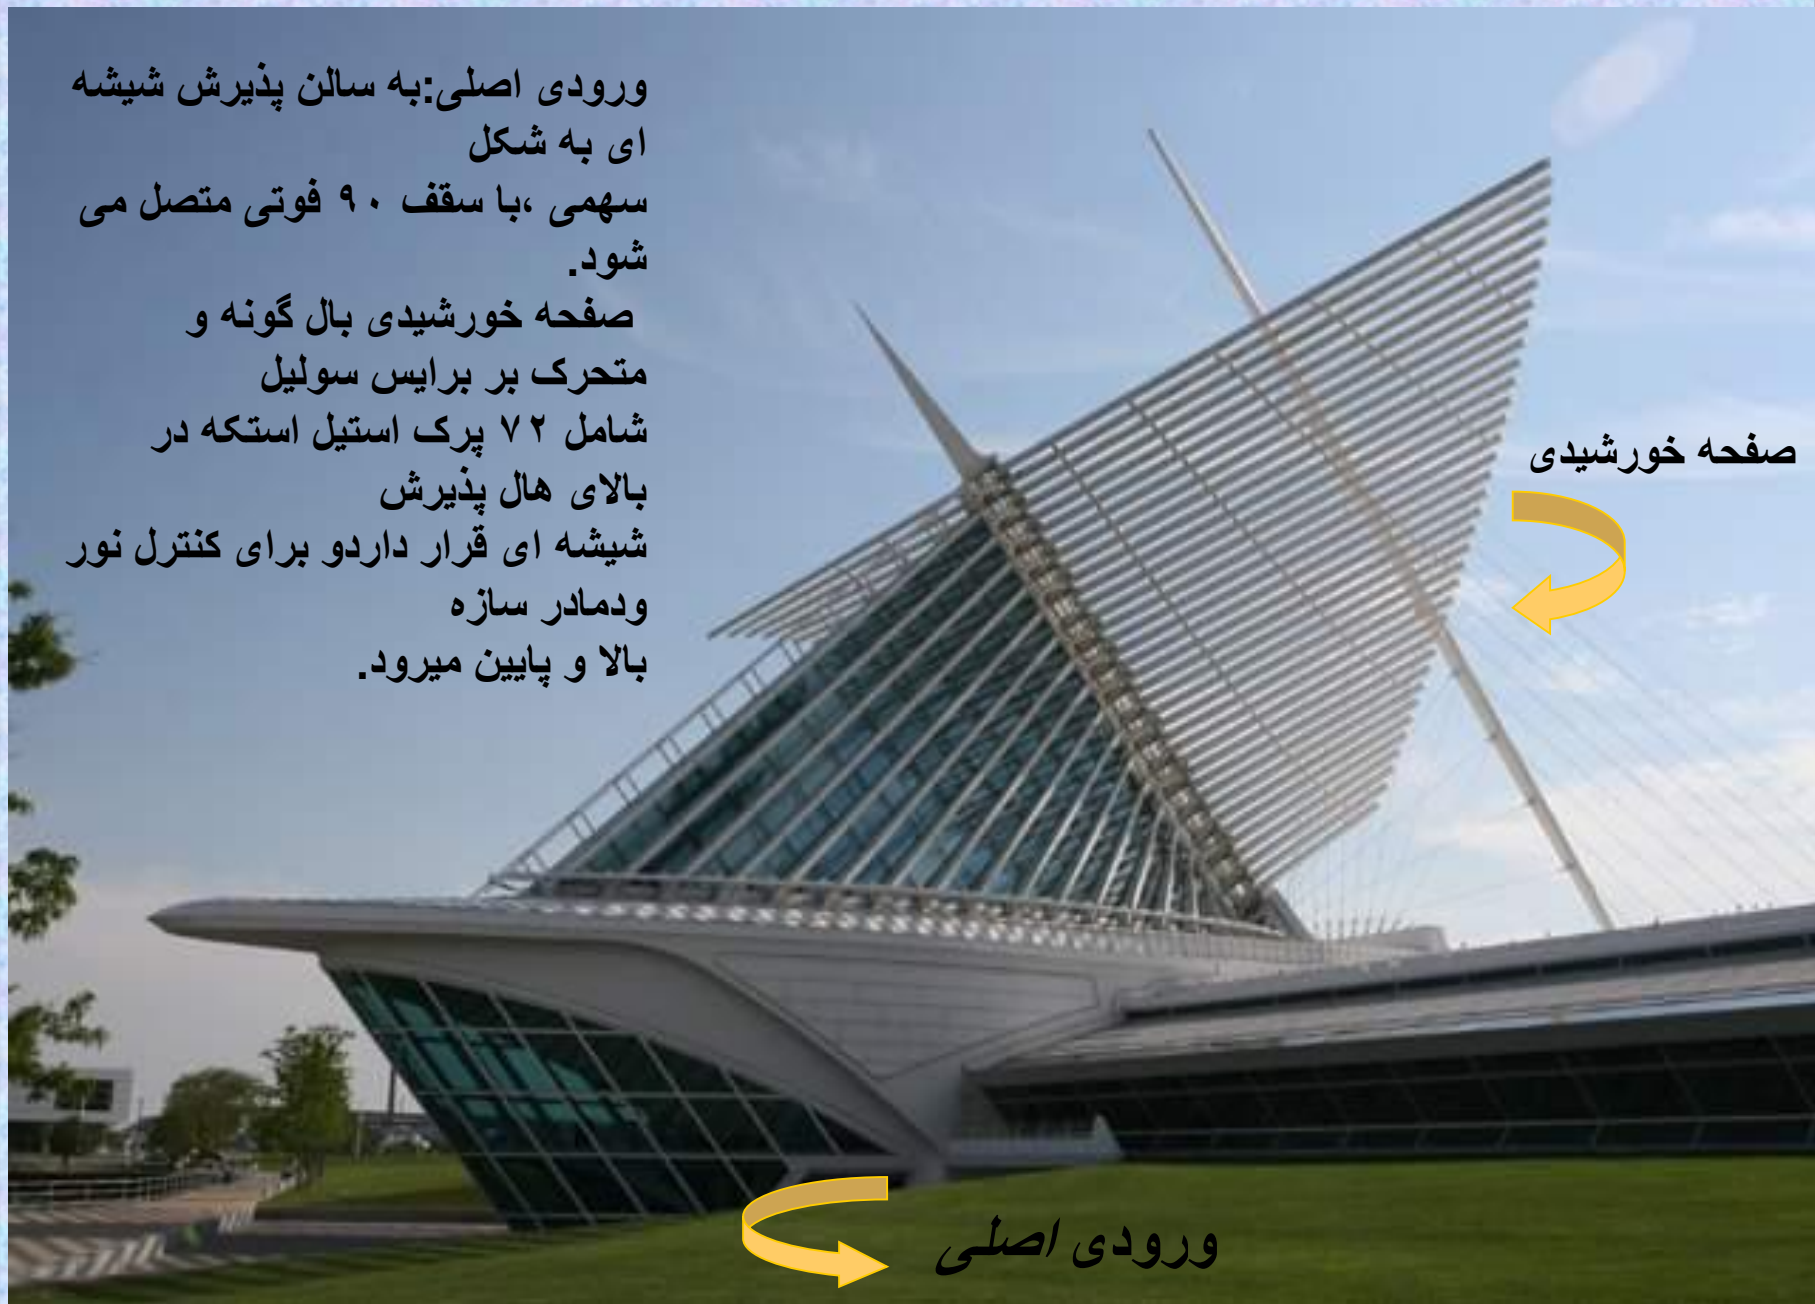 ورودی اصلی:به سالن پذیرش شیشه
ای به شکل
سهمی ،با سقف ۹۰ فوتی متصل می
شود.
صفحه خورشیدی بال گونه و
متحرک بر برایس سولیل
شامل ۷۲ پرک استیل استکه در
بالای هال پذیرش
شیشه ای قرار داردو برای کنترل نور
ودمادر سازه
بالا و پایین میرود.
صفحه خورشیدی
ورودی اصلی